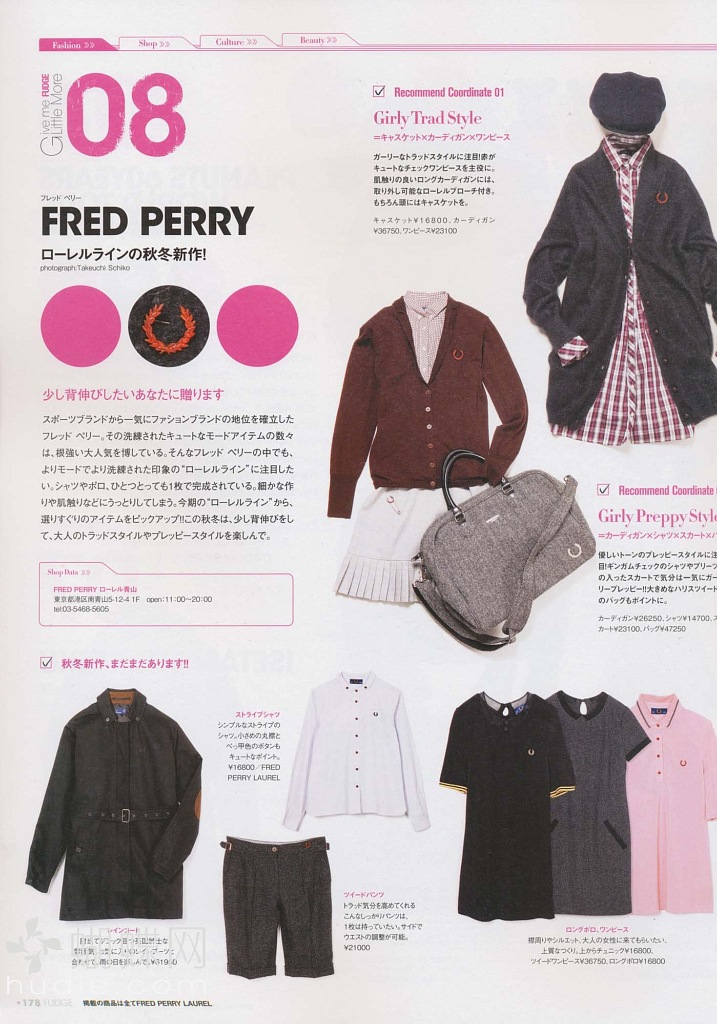 Fashion >>
Shop >>
Culture >>
Beauty >>
Give me FUDGE
Little More
08
フレッド ペリー
FRED PERRY
ローレルラインの秋冬新作!
photograph:Takeuchi Schiko
少し背伸びしたいあなたに贈ります
スポーツブランドから一気にファッションブランドの地位を確立した
フレッド ペリー。その洗練されたキュートなモードアイテムの数々
は、根強い大人気を博している。そんなフレッド ペリーの中でも、
よりモードでより洗練された印象の“ローレルライン”に注目した
い。シャツやポロ、ひとつとっても1枚で完成されている。細かな作
りや肌触りなどにうっとりしてしまう。今期の“ローレルライン”から、
選りすぐりのアイテムをピックアップ!!この秋冬は、少し背伸びをし
て、大人のトラッドスタイルやプレッピースタイルを楽しんで。
Shop Data >>
FRED PERRY ローレル青山
東京都港区南青山5-12-4 1F open:11:00〜20:00
tel:03-5468-5605
Recommend Coordinate 01
Girly Trad Style
=キャスケット×カーディガン×ワンピース
ガーリーなトラッドスタイルに注目!赤が
キュートなチェックワンピースを主役に。
肌触りの良いロングカーディガンには、
取り外し可能なローレルブローチ付き。
もちろん頭にはキャスケットを。
キャスケット¥16800、カーディガン
¥36750、ワンピース¥23100
Recommend Coordinate
Girly Preppy Style
=カーディガン×シャツ×スカート×バ
優しいトーンのプレッピースタイルに注
目!ギンガムチェックのシャツやプリーツ
の入ったスカートで気分は一気にガー
リープレッピー!!大きめなハリスツイード
のバッグもポイントに。
カーディガン¥26250、シャツ¥14700、ス
カート¥23100、バッグ¥47250
秋冬新作、まだまだあります!!
ストライプシャツ
シンプルなストライプの
シャツ。小さめの丸襟と
べっ甲色のボタンも
キュートなポイント。
¥16800/FRED
PERRY LAUREL
ツイードパンツ
トラッド気分を高めてくれる
こんなしっかりパンツは、
1枚は持っていたい。サイドで
ウエストの調整が可能。
¥21000
レインコート
ロングポロ、ワンピース
襟周りやシルエット、大人の女性に来てもらいたい、
上質なつくり。上からチュニック¥16800、
ツイードワンピース¥36750、ロングポロ¥16800
178 FUDGE
掲載の商品は全てFRED PERRY LAUREL